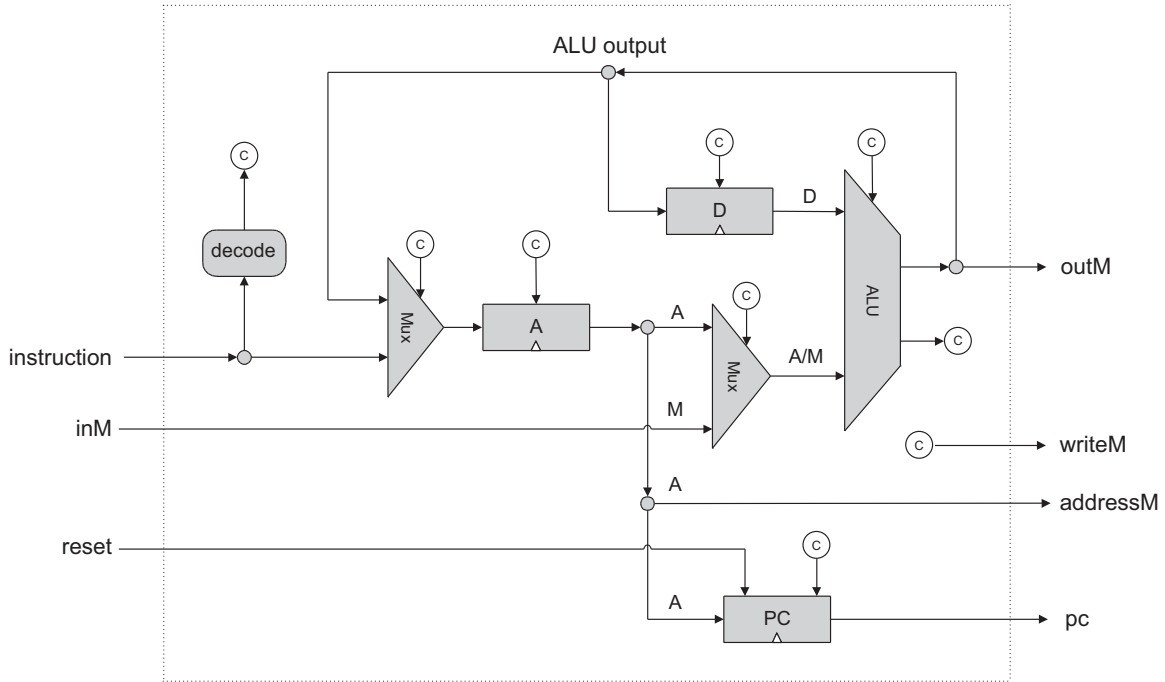 ALU output
C
C
C
D
D
decode
C
C
outM
C
ALU
Mux
A
A
instruction
Mux
A/M
C
M
inM
C
writeM
A
addressM
reset
C
A
PC
pc